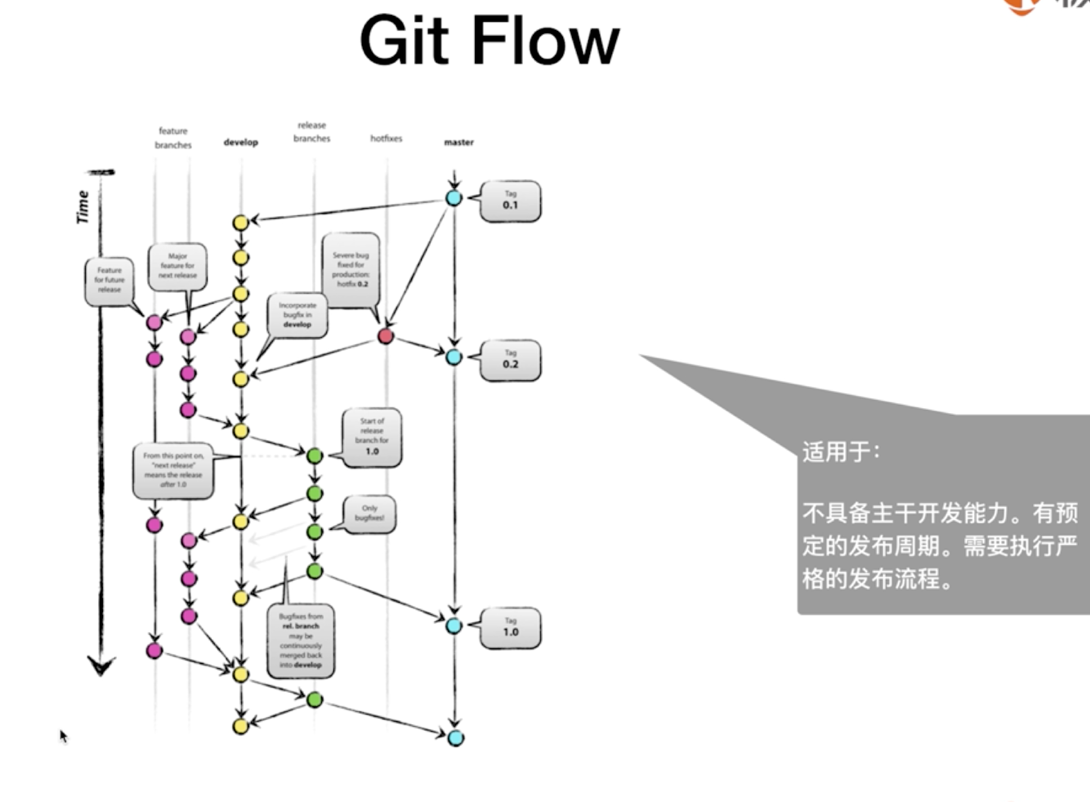 Git Flow
feature
branches
develop
release
branches
hotfixes
master
Time
Tag
0.1
Major
feature for
next release
Feature
for future
release
Severe bug
fixed for
production:
hotfix 0.2
Incorporate
bugfix in
develop
Tag
0.2
Start of
release
branch for
1.0
From this point on,
"next release"
means the release
after 1.0
Only
bugfixes!
Bugfixes from
rel. branch
may be
continuously
merged back
into develop
Tag
1.0
适用于：
不具备主干开发能力。有预
定的发布周期。需要执行严
格的发布流程。